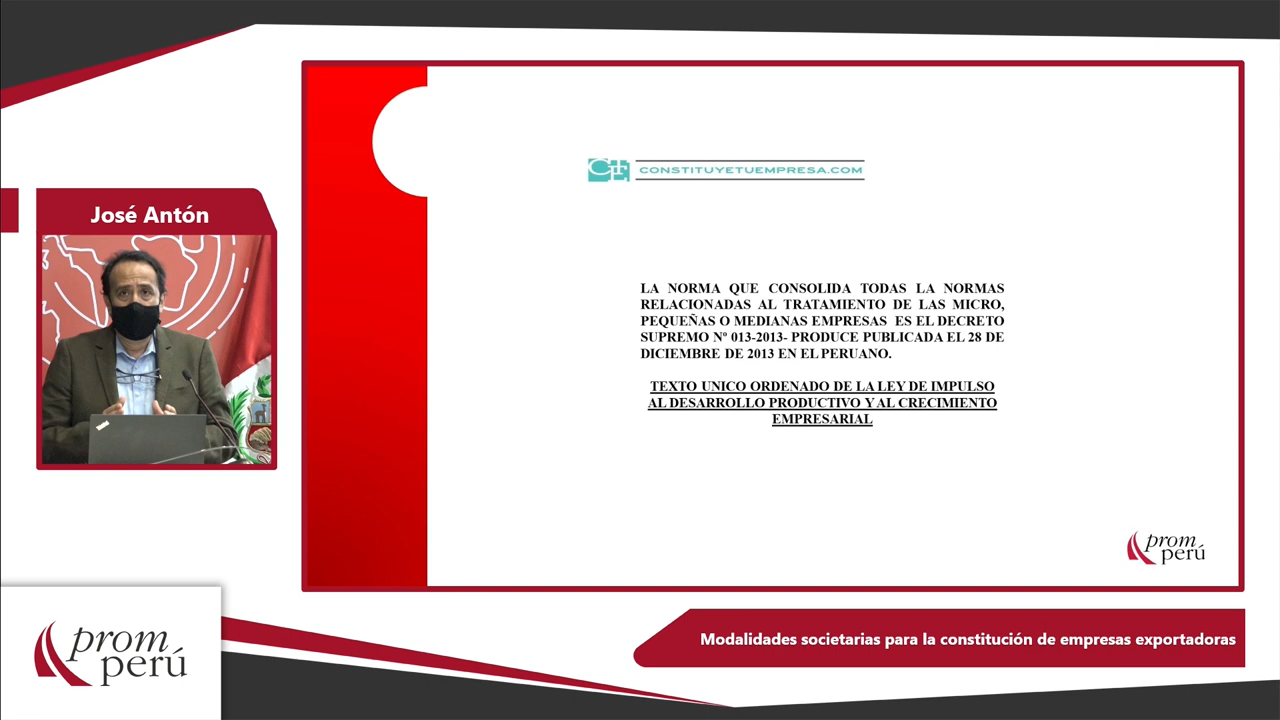 José Antón
CTE
CONSTITUYETUEMPRESA.COM
LA NORMA QUE CONSOLIDA TODAS LA NORMAS
RELACIONADAS AL TRATAMIENTO DE LAS MICRO,
PEQUEÑAS O MEDIANAS EMPRESAS ES EL DECRETO
SUPREMO Nº 013-2013- PRODUCE PUBLICADA EL 28 DE
DICIEMBRE DE 2013 EN EL PERUANO.
TEXTO UNICO ORDENADO DE LA LEY DE IMPULSO
AL DESARROLLO PRODUCTIVO Y AL CRECIMIENTO
EMPRESARIAL
prom
perú
Modalidades societarias para la constitución de empresas exportadoras
prom
perú